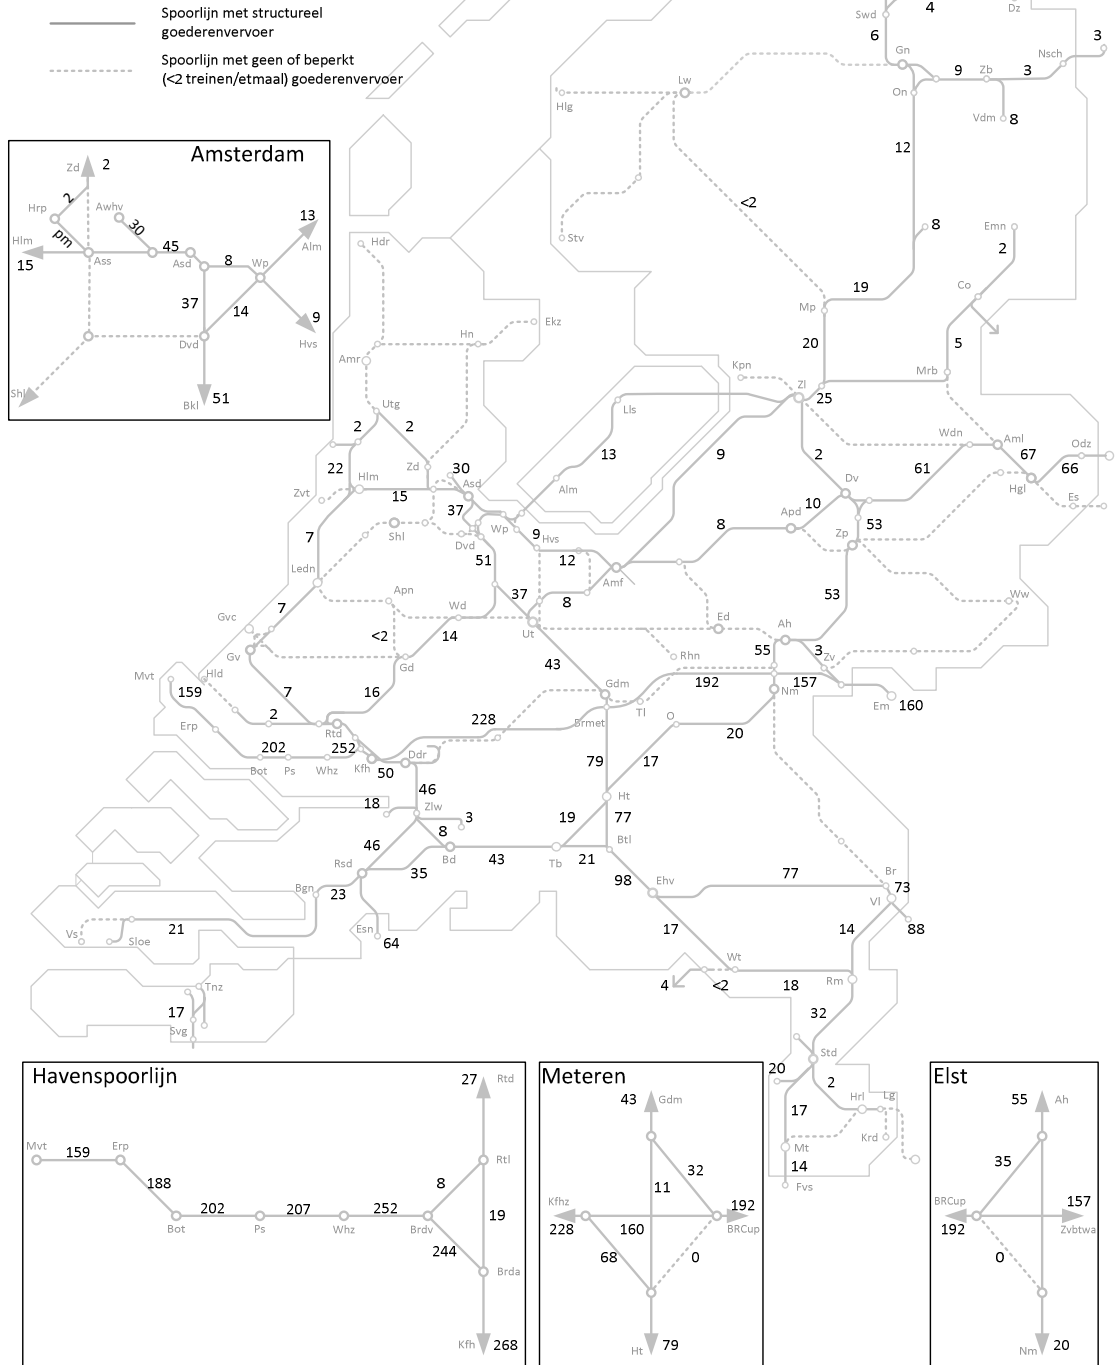 Spoorlijn met structureel
goederenvervoer
Spoorlijn met geen of beperkt
(<2 treinen/etmaal) goederenvervoer
Swd
4
Dz
6
Gn
Nsch
3
9
Zb
3
On
Vdm
8
Lw
Hlg
12
<2
Stv
8
Emn
2
Hdr
Co
19
Mp
5
20
Hn
Ekz
Amr
Kpn
Zl
25
Mrb
Amsterdam
Zd
2
Hrp
2
Awhv
30
13
Alm
Hlm
pm
45
15
Ass
Asd
8
Wp
37
14
9
Dvd
Hvs
Shl
Bkl
51
Utg
Lls
2
2
13
9
2
Wdn
Aml
67
Odz
66
22
Zd
30
Hlm
Asd
Alm
Dv
61
Hgl
Es
Zvt
15
37
10
Apd
53
7
Shl
Wp
9
Hvs
8
Zp
Dvd
51
12
Ledn
Amf
Apn
37
8
53
Ww
7
Wd
Gvc
<2
14
Ut
Ed
Ah
Gv
Gd
43
Rhn
55
3
Zv
Mvt
159
Hld
7
16
Gdm
192
157
Nm
Em
160
Erp
2
Rtd
228
Brmet
Tl
O
20
202
252
Bot
Ps
Whz
Kfh
50
Ddr
79
17
46
18
Zlw
3
Ht
19
77
8
46
Bd
43
Tb
21
Btl
Rsd
35
98
Ehv
77
Br
73
Bgn
23
Vl
Vs
21
Sloe
Esn
64
17
14
88
Wt
4
<2
18
Rm
Tnz
17
Svg
32
Std
20
2
Hrl
Lg
17
Krd
Mt
14
Fvs
Havenspoorlijn
27
Rtd
Mvt
159
Erp
188
Rtl
8
202
207
252
19
Bot
Ps
Whz
Brdv
244
Brda
Kfh
268
Meteren
43
Gdm
32
11
Kfhz
192
228
160
BRCup
68
0
Ht
79
Elst
55
Ah
35
BRCup
157
192
Zvbtwa
0
Nm
20